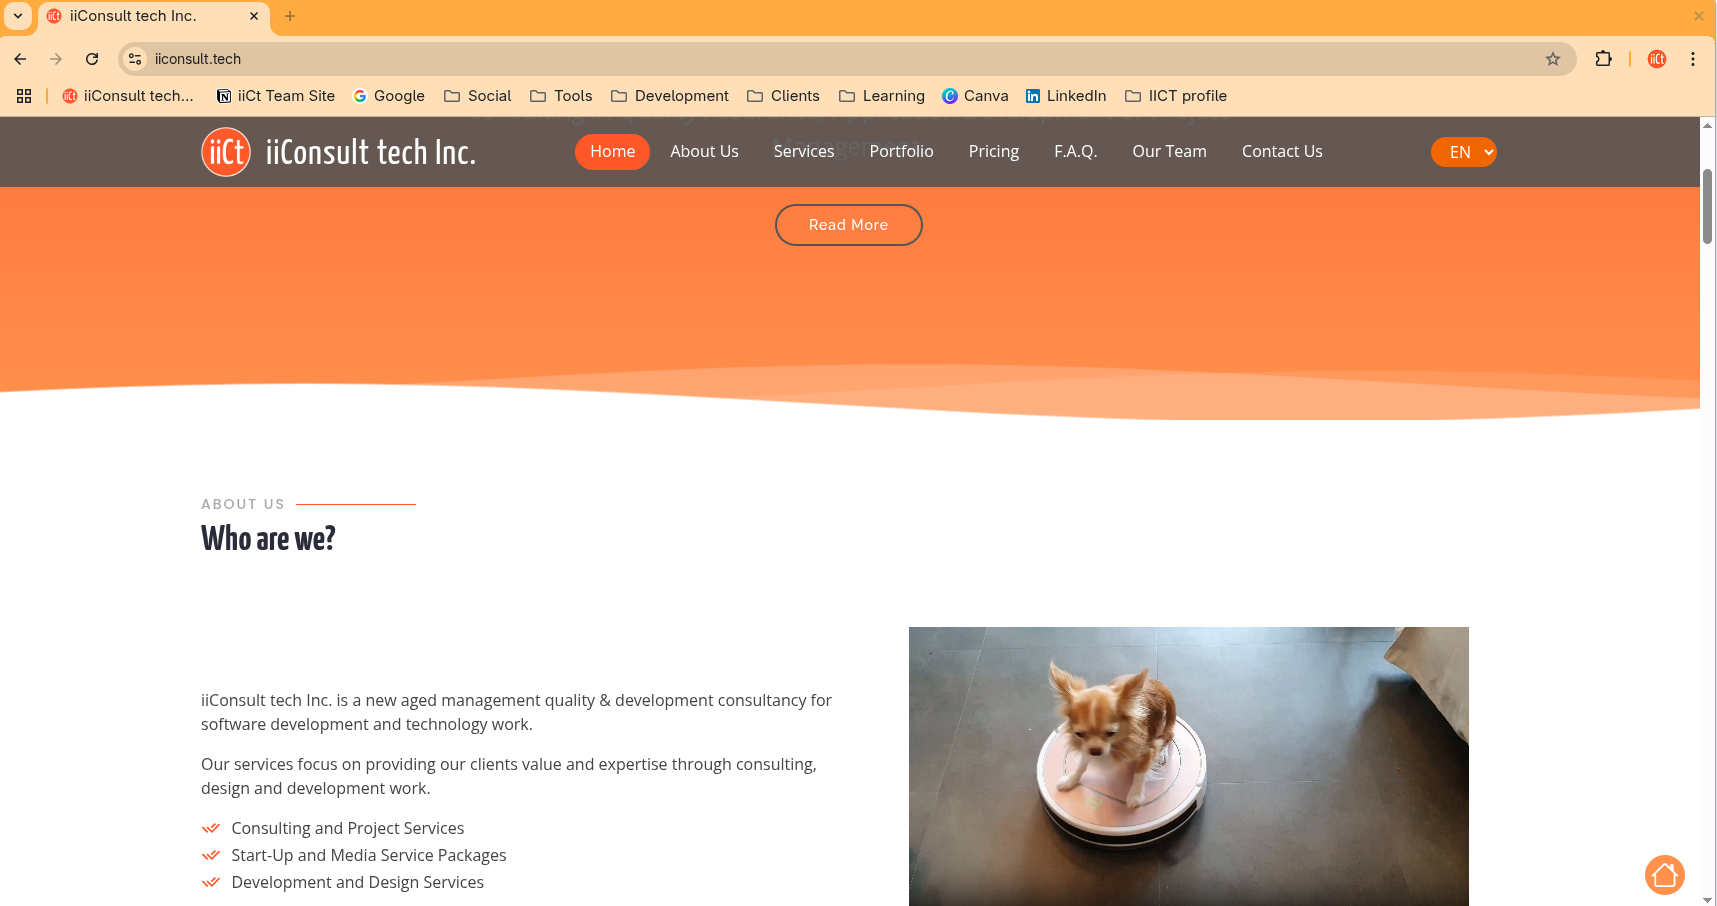 iiConsult tech Inc.
iiconsult.tech
iiConsult tech...
iiCt Team Site
Google
Social
Tools
Development
Clients
Learning
Canva
LinkedIn
IICT profile
iiCt
iiConsult tech Inc.
Home
About Us
Services
Portfolio
Pricing
F.A.Q.
Our Team
Contact Us
EN
Read More
ABOUT US
Who are we?
iiConsult tech Inc. is a new aged management quality & development consultancy for
software development and technology work.
Our services focus on providing our clients value and expertise through consulting,
design and development work.
Consulting and Project Services
Start-Up and Media Service Packages
Development and Design Services